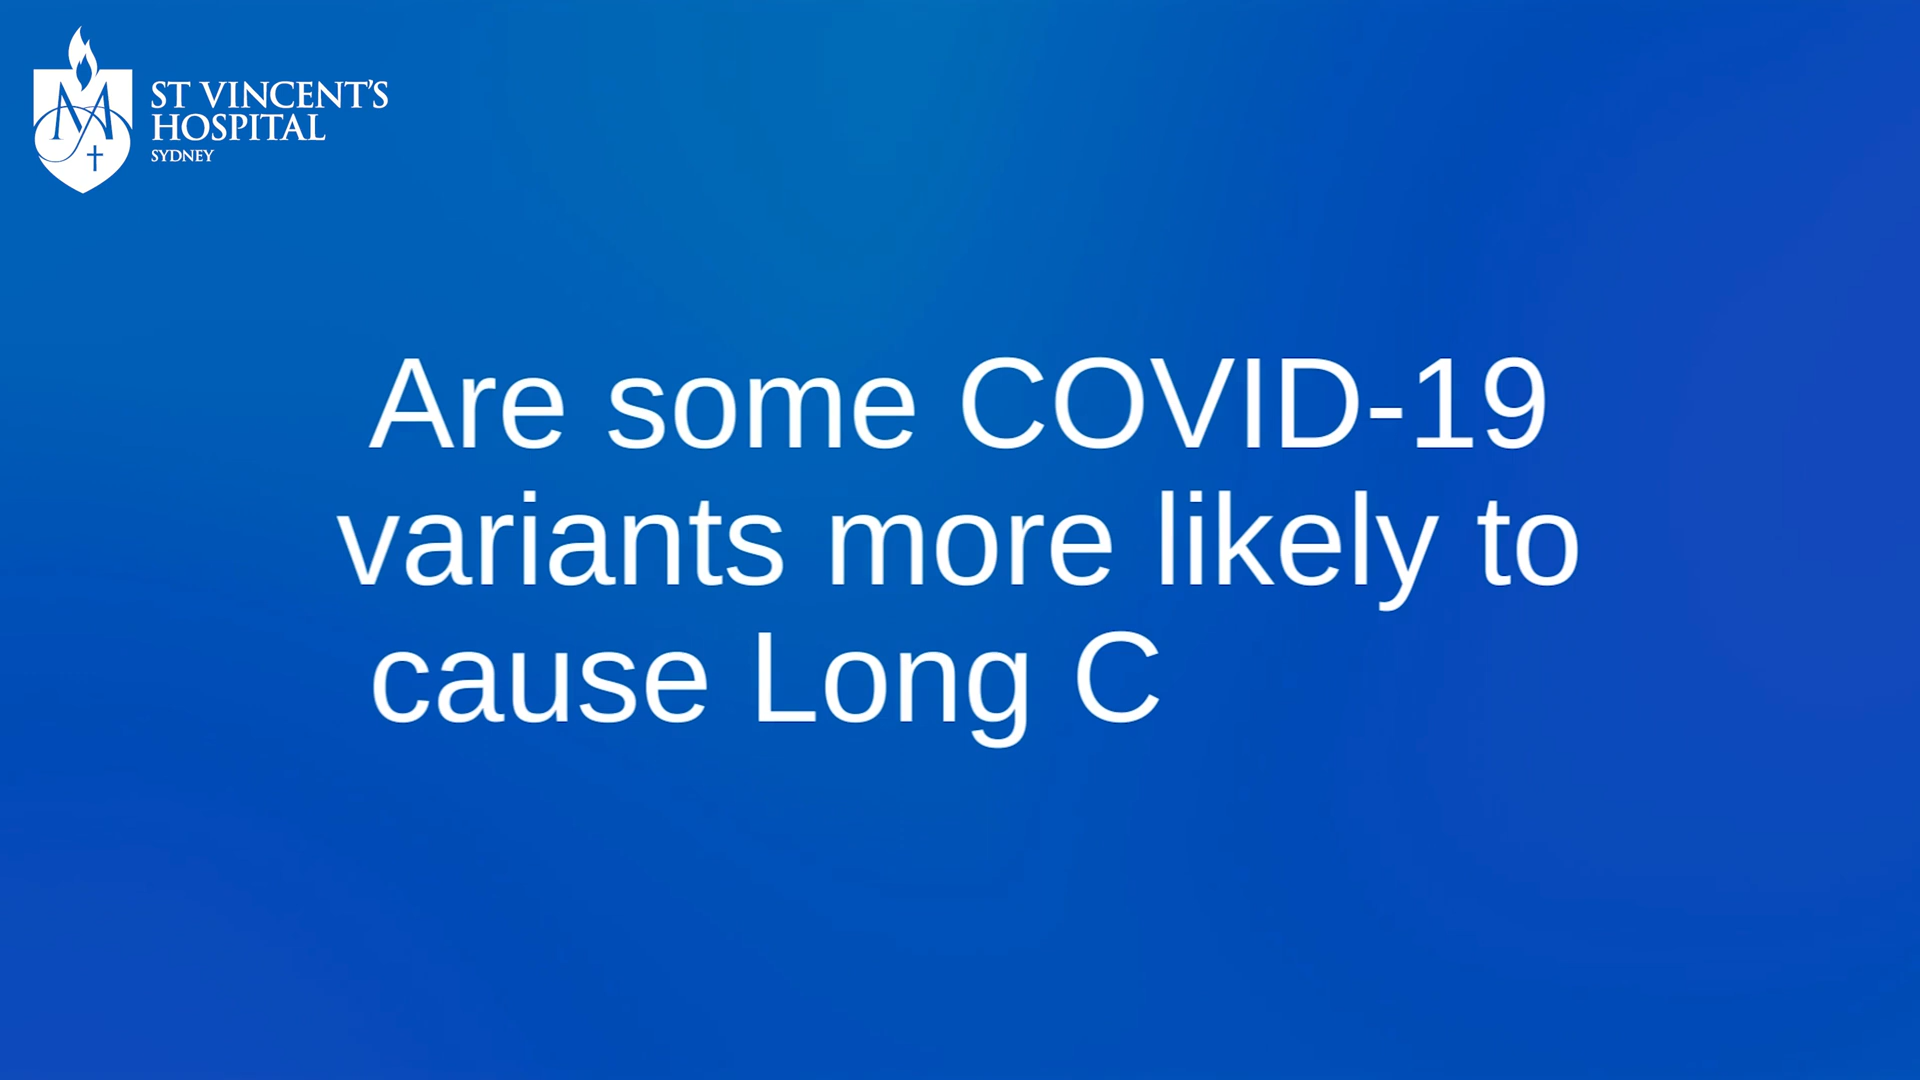 ST VINCENT'S
HOSPITAL
SYDNEY
Are some COVID-19
variants more likely to
cause Long C